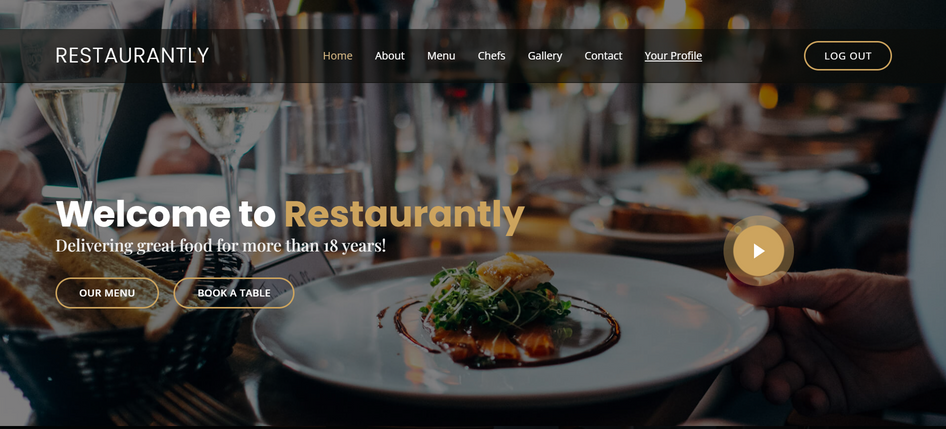 RESTAURANTLY
Home About Menu Chefs Gallery Contact Your Profile
LOG OUT
Welcome to Restaurantly
Delivering great food for more than 18 years!
OUR MENU
BOOK A TABLE